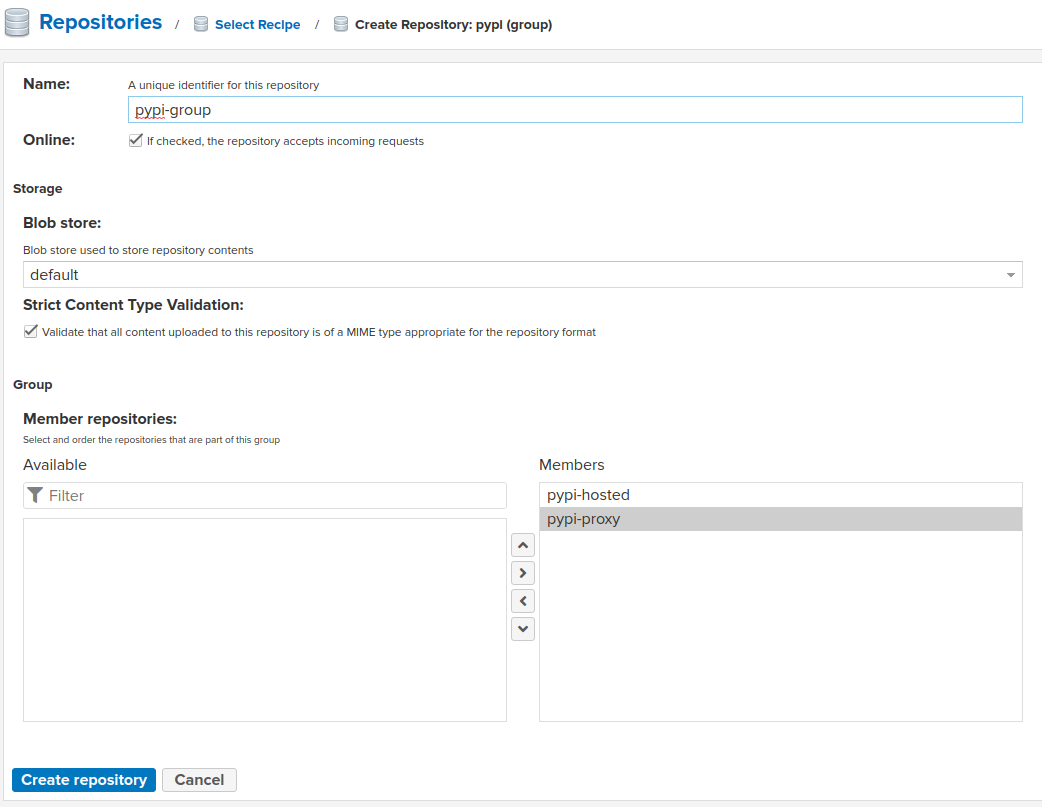 Repositories / Select Recipe / Create Repository: pypi (group)
Name: A unique identifier for this repository
pypi-group
Online: If checked, the repository accepts incoming requests
Storage
Blob store:
Blob store used to store repository contents
default
Strict Content Type Validation:
Validate that all content uploaded to this repository is of a MIME type appropriate for the repository format
Group
Member repositories:
Select and order the repositories that are part of this group
Available
Filter
Members
pypi-hosted
pypi-proxy
Create repository Cancel